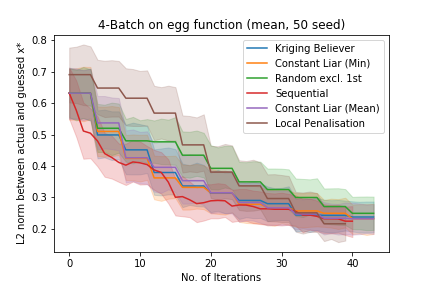 4-Batch on egg function (mean, 50 seed)
0.8
0.7
0.6
0.5
0.4
0.3
0.2
L2 norm between actual and guessed x*
Kriging Believer
Constant Liar (Min)
Random excl. 1st
Sequential
Constant Liar (Mean)
Local Penalisation
0 10 20 30 40
No. of Iterations